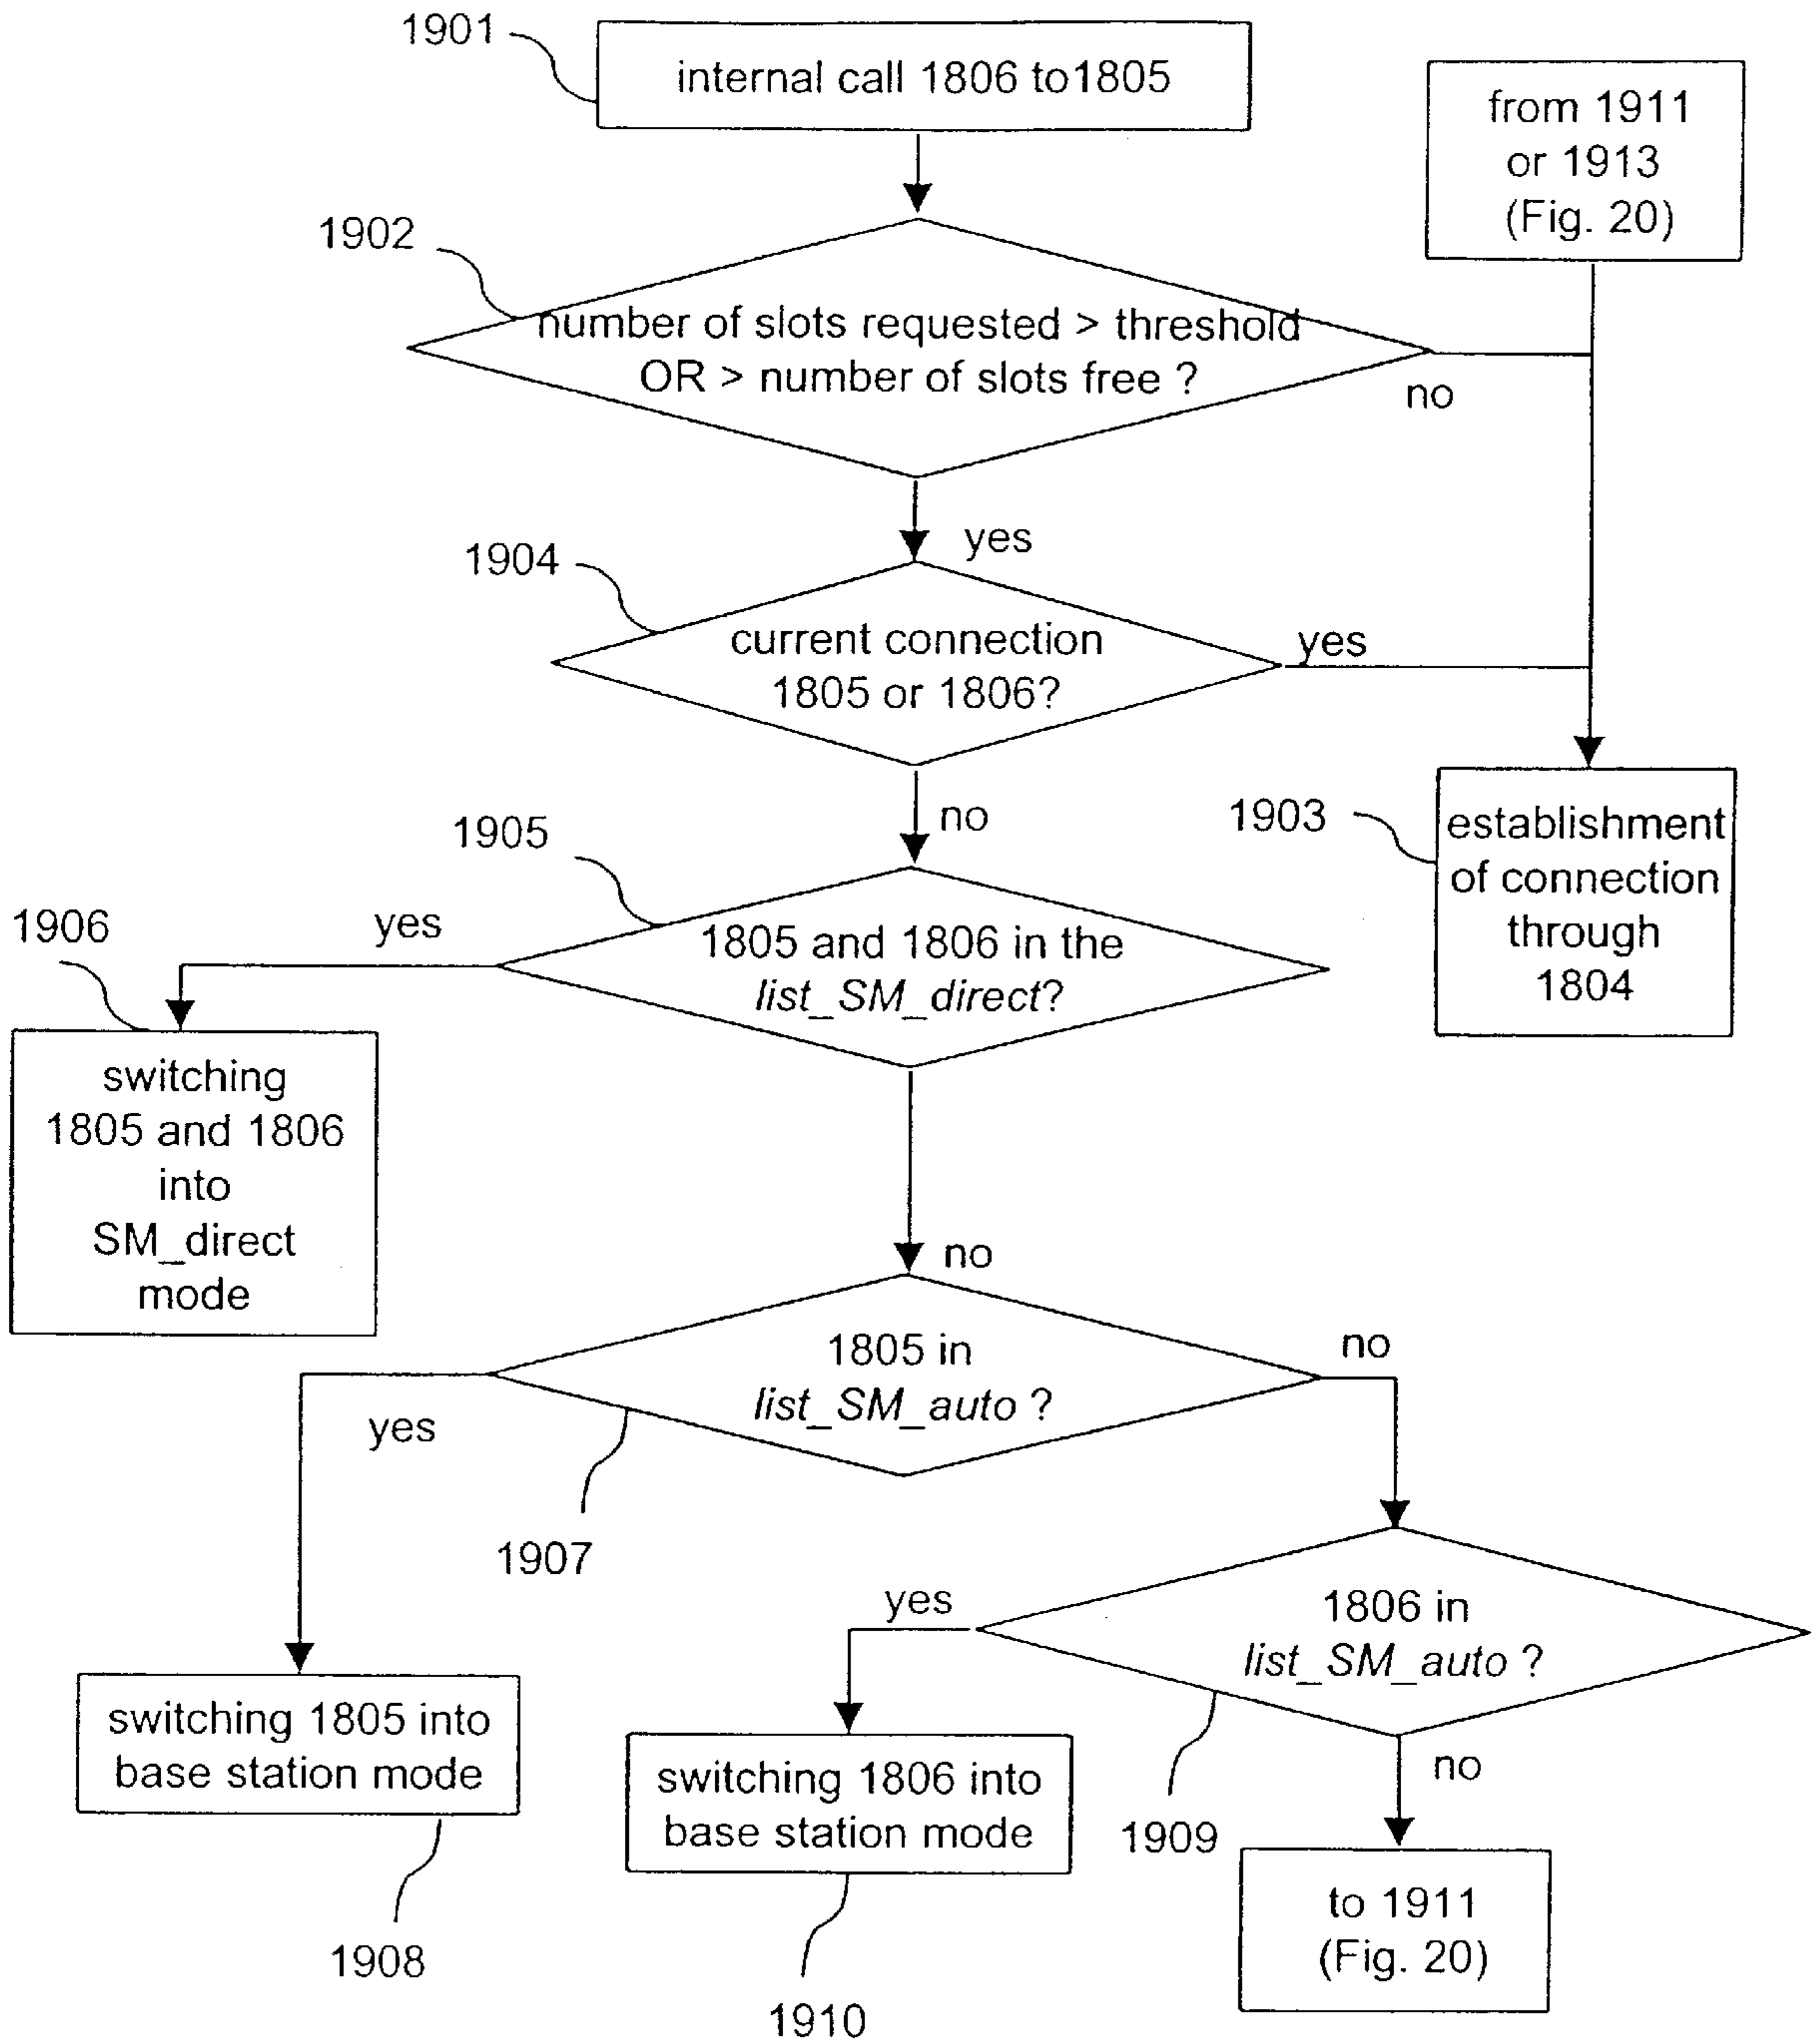 1901
internal call 1806 to1805
from 1911
or 1913
(Fig. 20)
1902
number of slots requested > threshold
OR > number of slots free ?
no
yes
1904
current connection
1805 or 1806?
yes
no
1903
establishment
of connection
through
1804
1905
1805 and 1806 in the
list_SM_direct?
yes
1906
switching
1805 and 1806
into
SM_direct
mode
no
1805 in
list_SM_auto ?
no
yes
1907
1806 in
list_SM_auto ?
yes
switching 1805 into
base station mode
1908
switching 1806 into
base station mode
1910
1909
no
to 1911
(Fig. 20)